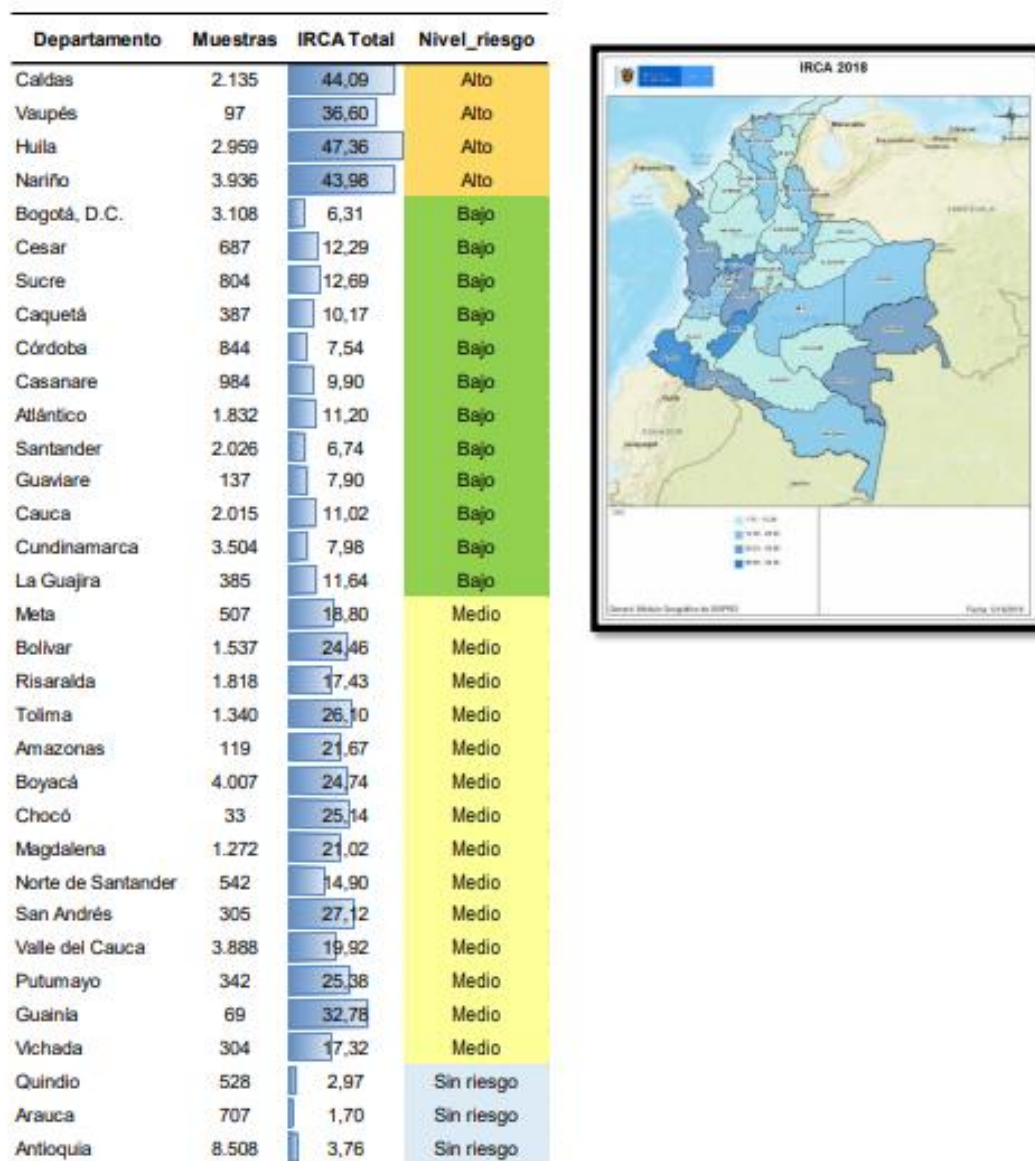 Departamento Muestras IRCA Total Nivel_riesgo
Caldas 2.135 44,09 Alto
Vaupés 97 36,60 Alto
Huila 2.959 47,36 Alto
Nariño 3.936 43,98 Alto
Bogotá, D.C. 3.108 6,31 Bajo
Cesar 687 12,29 Bajo
Sucre 804 12,69 Bajo
Caquetá 387 10,17 Bajo
Córdoba 844 7,54 Bajo
Casanare 984 9,90 Bajo
Atlántico 1.832 11,20 Bajo
Santander 2.026 6,74 Bajo
Guaviare 137 7,90 Bajo
Cauca 2.015 11,02 Bajo
Cundinamarca 3.504 7,98 Bajo
La Guajira 385 11,64 Bajo
Meta 507 18,80 Medio
Bolívar 1.537 24,46 Medio
Risaralda 1.818 17,43 Medio
Tolima 1.340 26,10 Medio
Amazonas 119 21,67 Medio
Boyacá 4.007 24,74 Medio
Chocó 33 25,14 Medio
Magdalena 1.272 21,02 Medio
Norte de Santander 542 14,90 Medio
San Andrés 305 27,12 Medio
Valle del Cauca 3.888 19,92 Medio
Putumayo 342 25,38 Medio
Guainía 69 32,78 Medio
Vichada 304 17,32 Medio
Quindio 528 2,97 Sin riesgo
Arauca 707 1,70 Sin riesgo
Antioquia 8.508 3,76 Sin riesgo
IRCA 2018